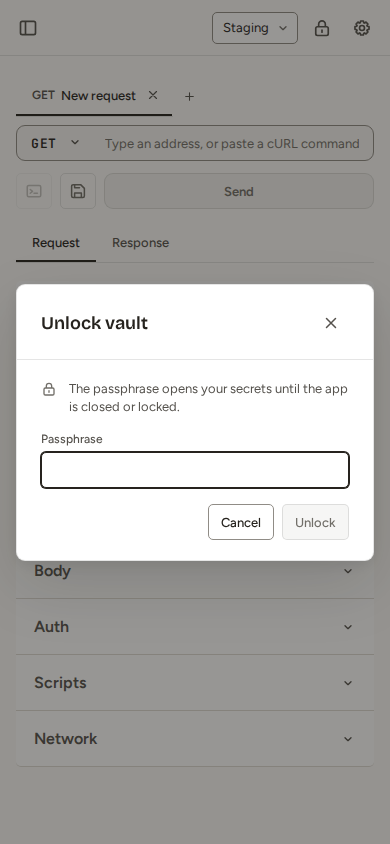 Staging
GET New request
GET Type an address, or paste a cURL command
Send
Request Response
Unlock vault
The passphrase opens your secrets until the app
is closed or locked.
Passphrase
Cancel Unlock
Body
Auth
Scripts
Network